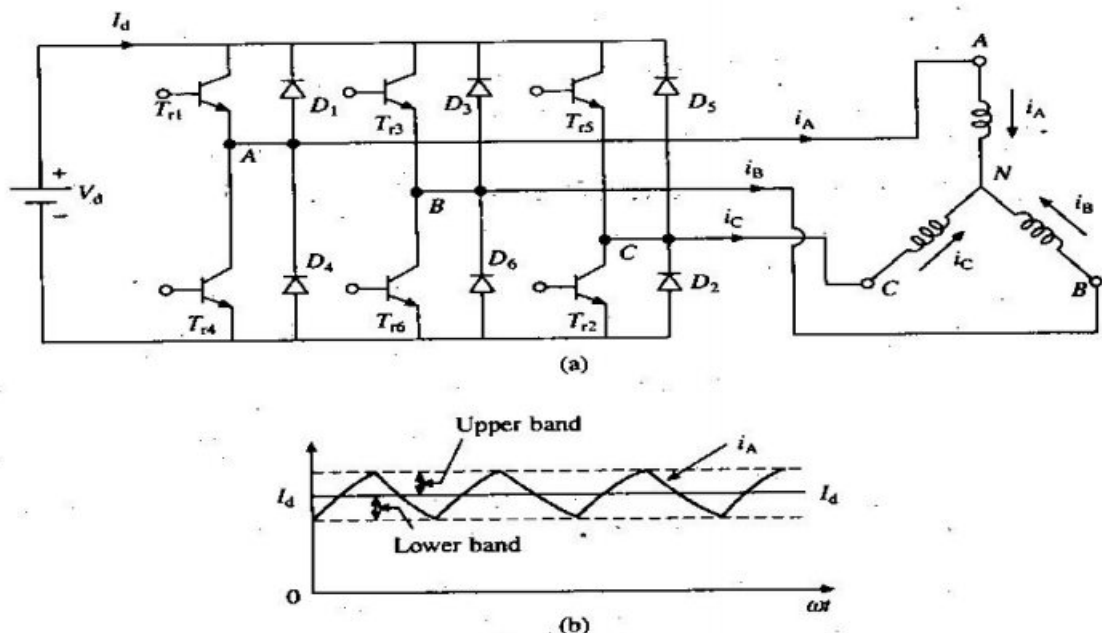 I_d
A
T_r1
D_1
T_r3
D_3
T_r5
D_5
i_A
i_A
A
+
V_d
−
B
i_B
N
i_B
C
i_C
i_C
C
B
T_r4
D_4
T_r6
D_6
T_r2
D_2
(a)
Upper band
i_A
I_d
I_d
Lower band
0
ωt
(b)